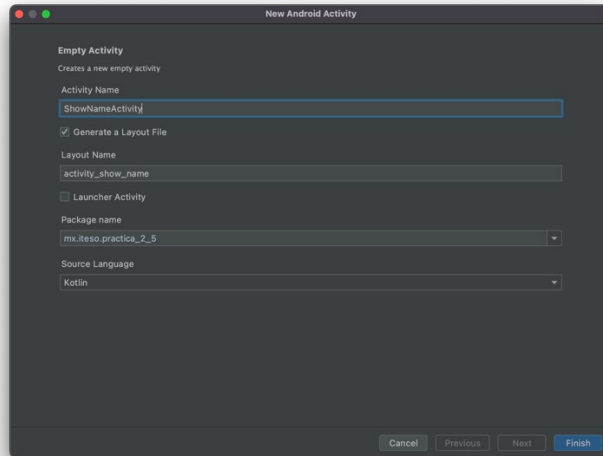 New Android Activity
Empty Activity
Creates a new empty activity
Activity Name
ShowNameActivity
Generate a Layout File
Layout Name
activity_show_name
Launcher Activity
Package name
mx.iteso.practica_2_5
Source Language
Kotlin
Cancel Previous Next Finish